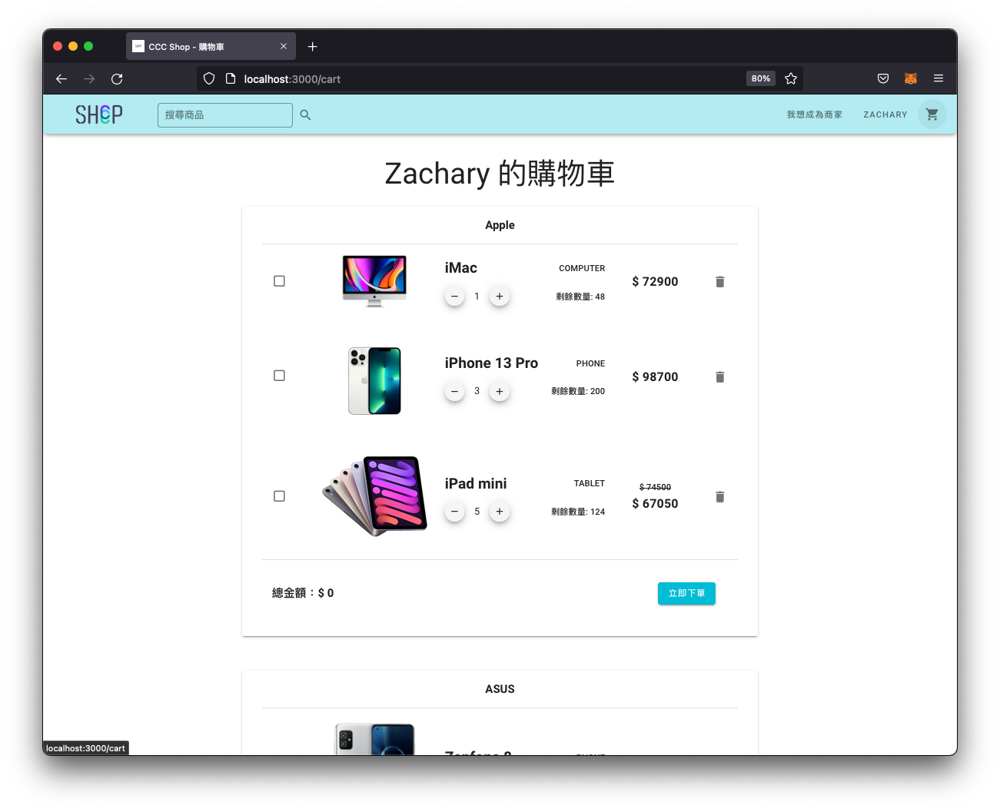 CCC Shop - 購物車
localhost:3000/cart
80%
SHOP
搜尋商品
我想成為商家
ZACHARY
Zachary 的購物車
Apple
iMac
COMPUTER
1
剩餘數量: 48
$ 72900
iPhone 13 Pro
PHONE
3
剩餘數量: 200
$ 98700
iPad mini
TABLET
5
剩餘數量: 124
$ 74500
$ 67050
總金額：$ 0
立即下單
ASUS
Zenfone 8
PHONE
localhost:3000/cart